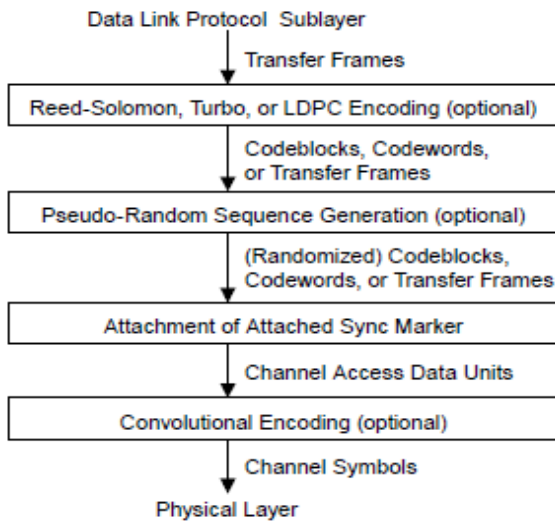 Data Link Protocol Sublayer
Transfer Frames
Reed-Solomon, Turbo, or LDPC Encoding (optional)
Codeblocks, Codewords,
or Transfer Frames
Pseudo-Random Sequence Generation (optional)
(Randomized) Codeblocks,
Codewords, or Transfer Frames
Attachment of Attached Sync Marker
Channel Access Data Units
Convolutional Encoding (optional)
Channel Symbols
Physical Layer